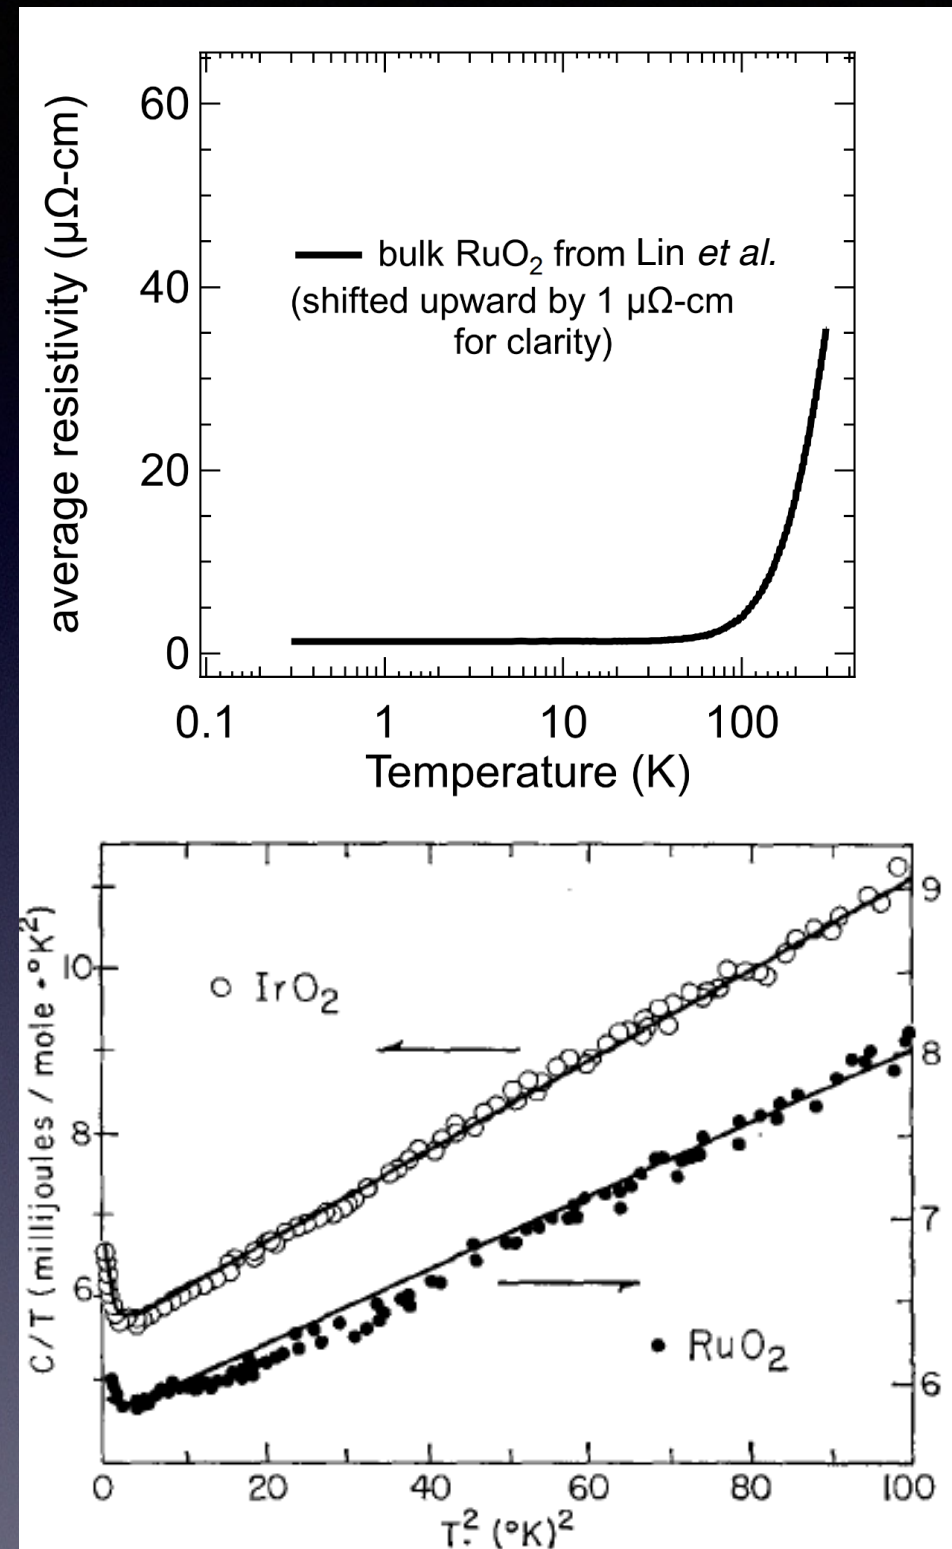 average resistivity (μΩ-cm)
60
40
20
0
bulk RuO₂ from Lin et al.
(shifted upward by 1 μΩ-cm
for clarity)
0.1 1 10 100
Temperature (K)
C/T (millijoules / mole •°K²)
10
8
6
9
8
7
6
IrO₂
RuO₂
0 20 40 60 80 100
T² (°K)²